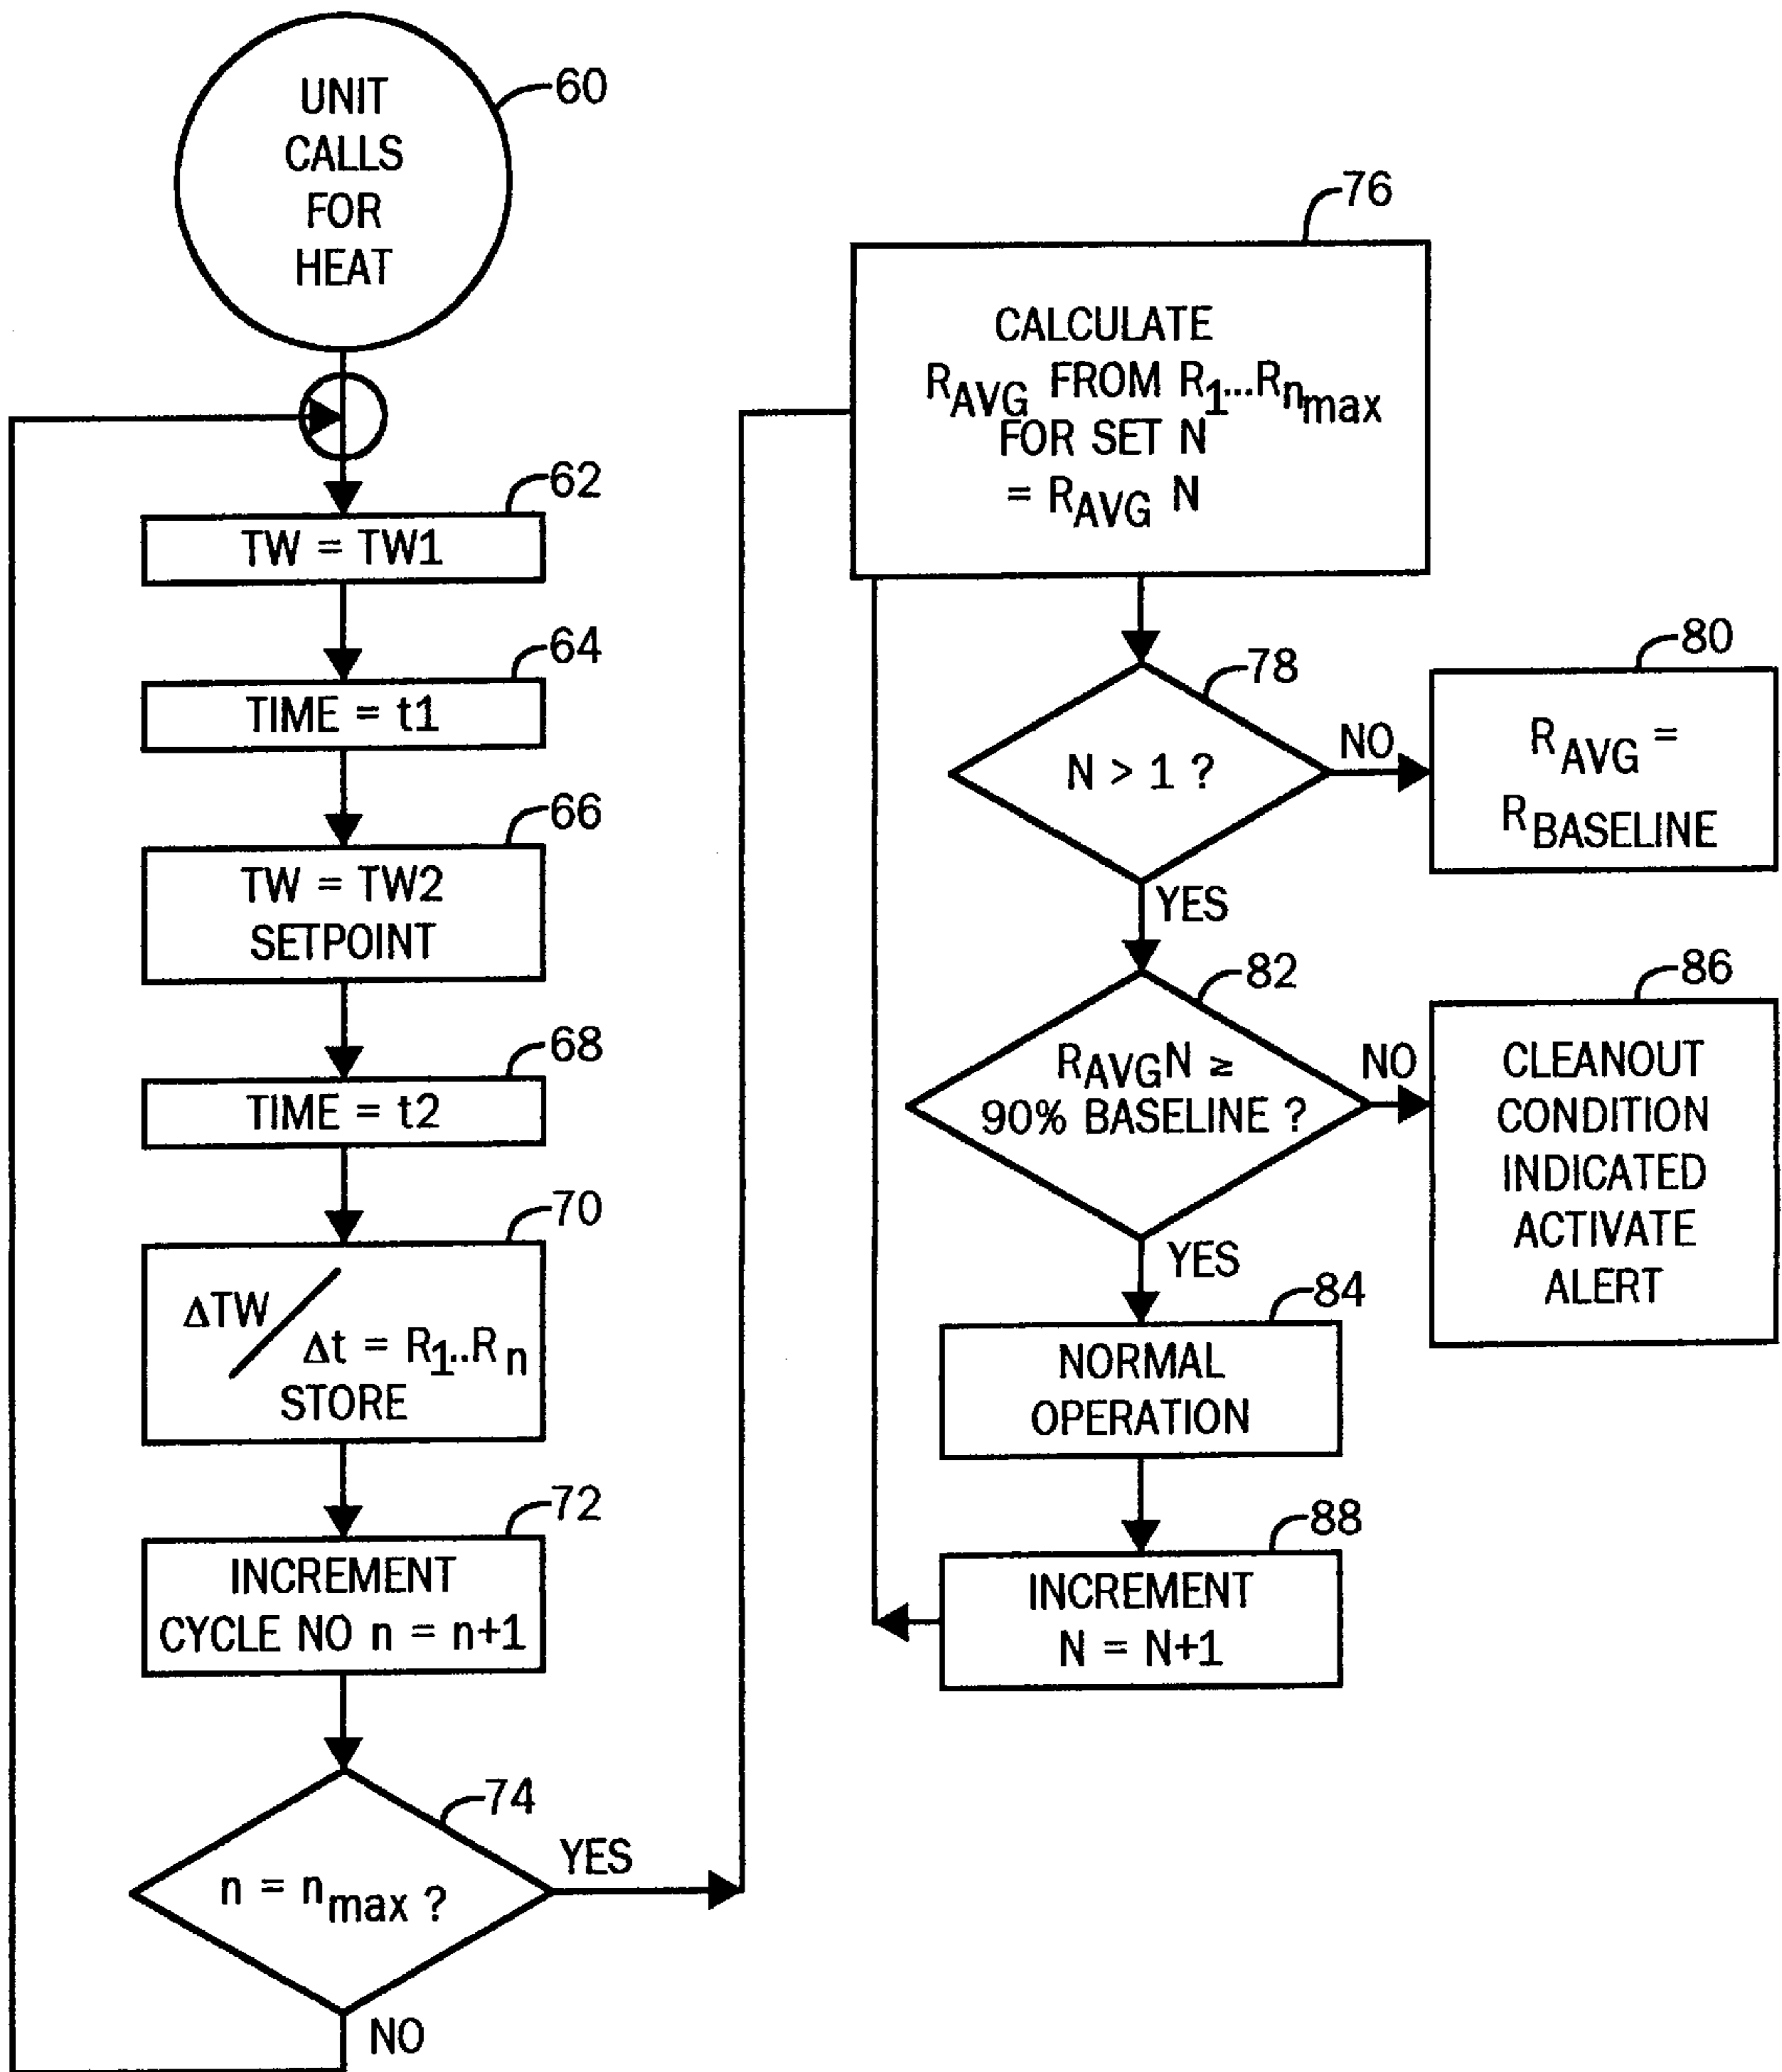 UNIT
CALLS
FOR
HEAT
60
62
TW = TW1
64
TIME = t1
66
TW = TW2
SETPOINT
68
TIME = t2
70
ΔTW
Δt = R1..Rn
STORE
72
INCREMENT
CYCLE NO n = n+1
74
n = nmax ?
YES
NO
76
CALCULATE
RAVG FROM R1...Rnmax
FOR SET N
= RAVG N
78
N > 1 ?
NO
YES
80
RAVG =
RBASELINE
82
RAVGN ≥
90% BASELINE ?
NO
YES
86
CLEANOUT
CONDITION
INDICATED
ACTIVATE
ALERT
84
NORMAL
OPERATION
88
INCREMENT
N = N+1